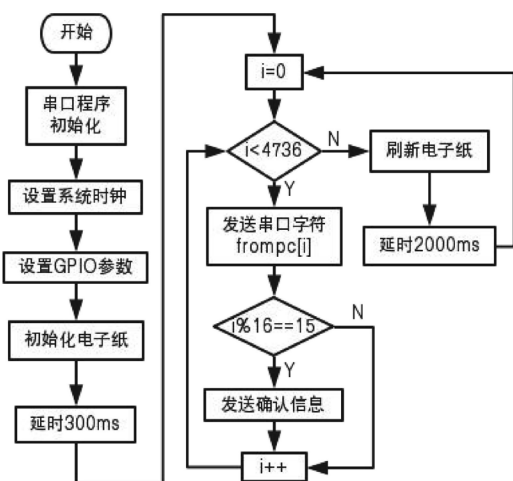 开始
串口程序
初始化
设置系统时钟
设置GPIO参数
初始化电子纸
延时300ms
i=0
i<4736
N
Y
刷新电子纸
延时2000ms
发送串口字符
frompc[i]
i%16==15
N
Y
发送确认信息
i++